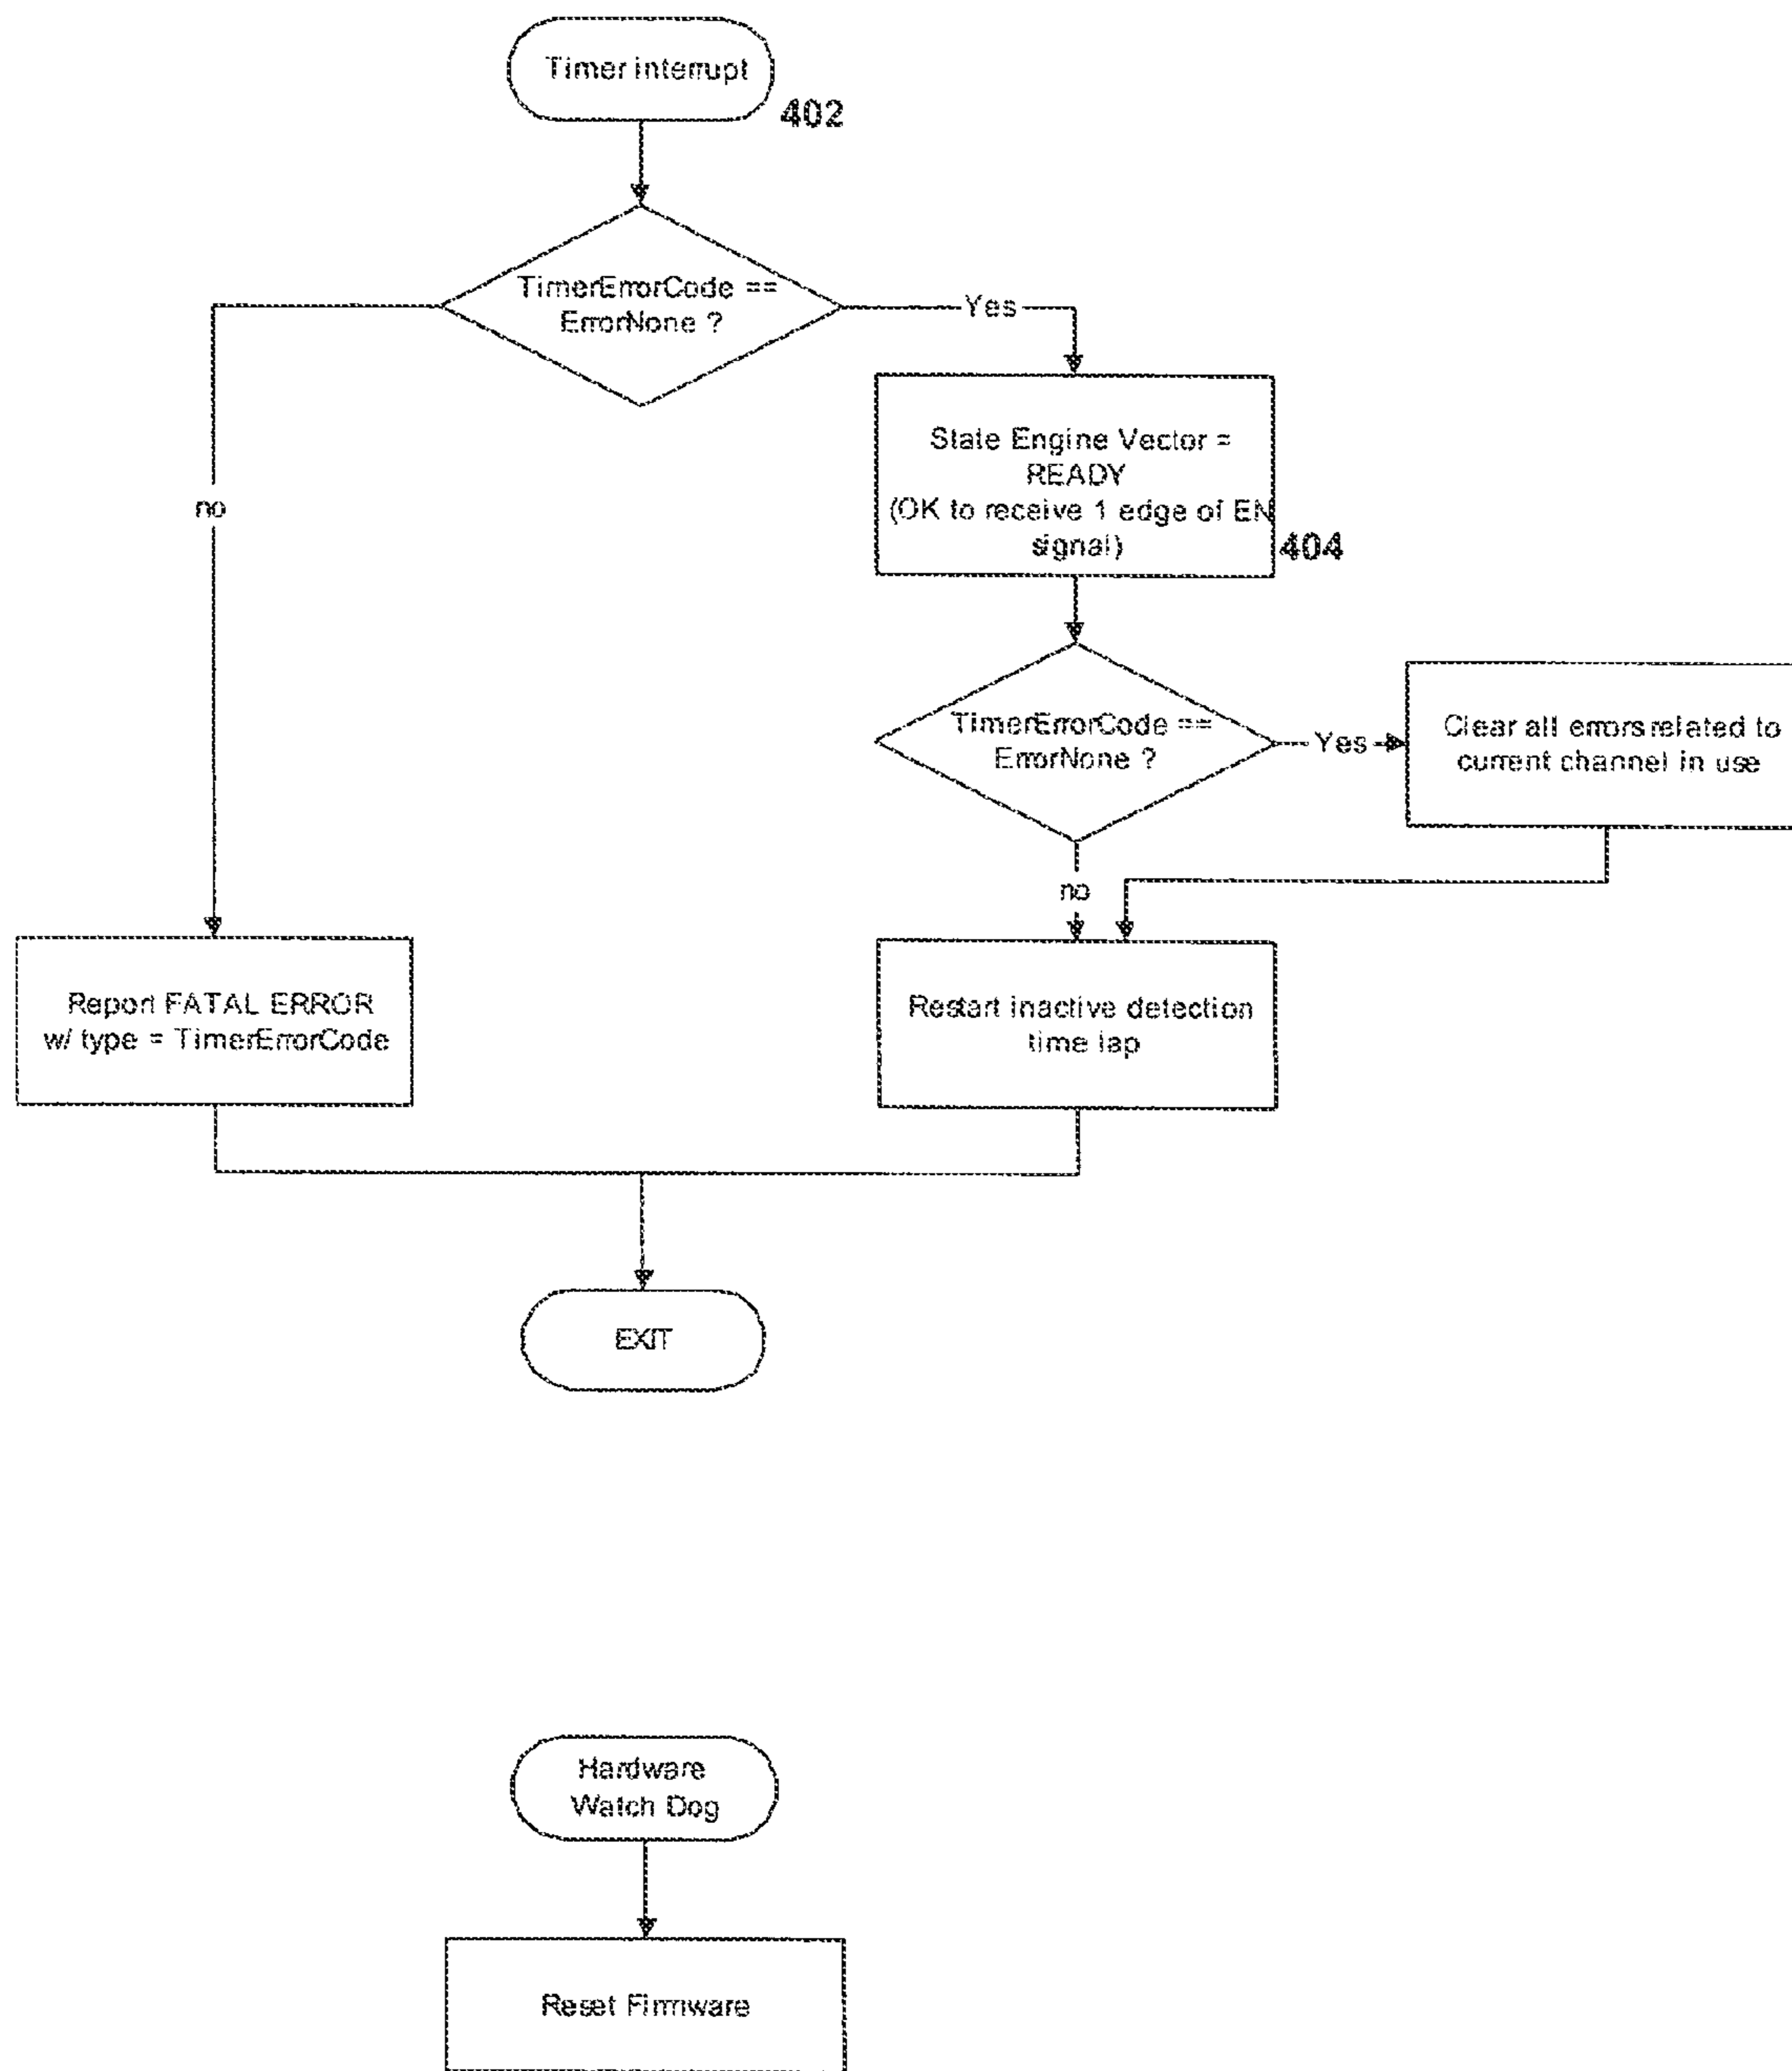 Timer interrupt
402
TimerErrorCode ==
ErrorNone ?
Yes
no
State Engine Vector =
READY
(OK to receive 1 edge of EN
signal)
404
TimerErrorCode ==
ErrorNone ?
Yes
Clear all errors related to
current channel in use
no
Report FATAL ERROR
w/ type = TimerErrorCode
Restart inactive detection
time lap
EXIT
Hardware
Watch Dog
Reset Firmware